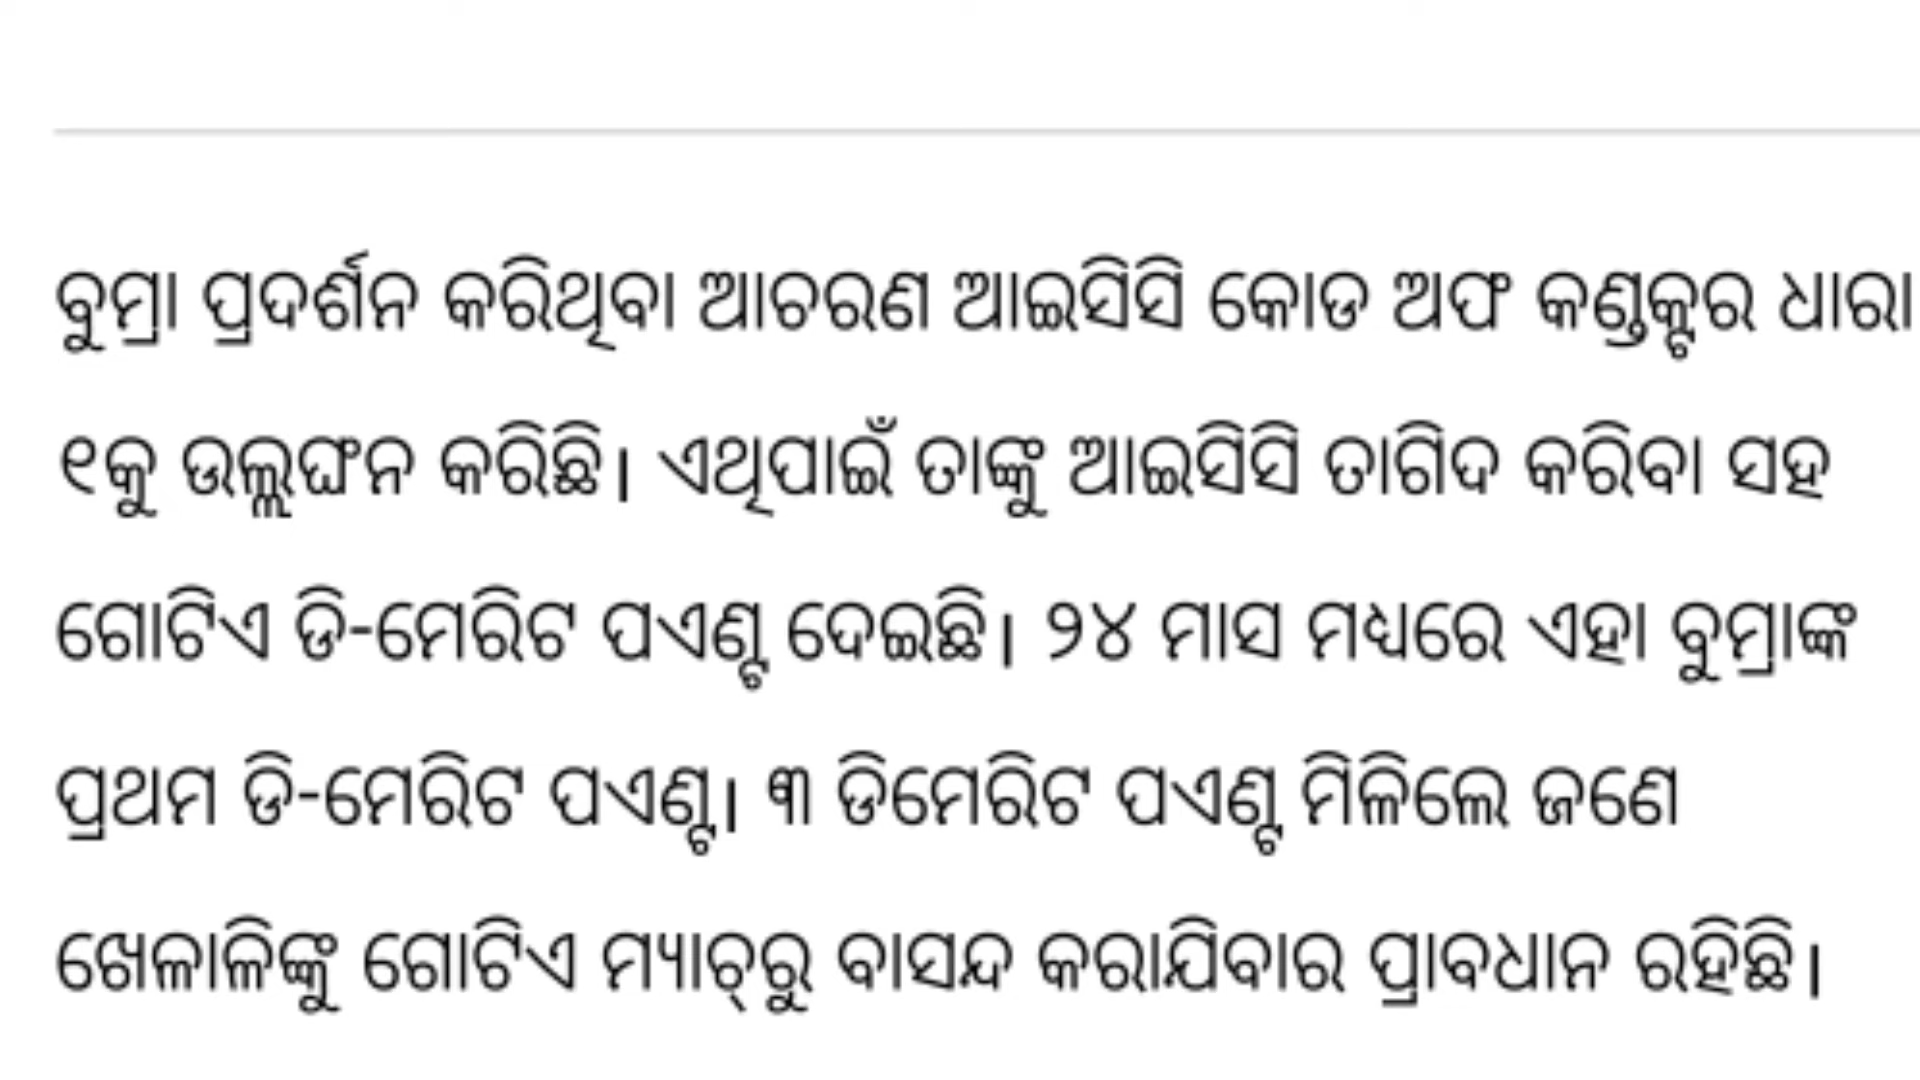 ବୁମ୍ରା ପ୍ରଦର୍ଶନ କରିଥିବା ଆଚରଣ ଆଇସିସି କୋଡ ଅଫ କଣ୍ଡକ୍ଟର ଧାରା
୧କୁ ଉଲ୍ଲଙ୍ଘନ କରିଛି। ଏଥିପାଇଁ ତାଙ୍କୁ ଆଇସିସି ତାଗିଦ କରିବା ସହ
ଗୋଟିଏ ଡି-ମେରିଟ ପଏଣ୍ଟ ଦେଇଛି। ୨୪ ମାସ ମଧ୍ୟରେ ଏହା ବୁମ୍ରାଙ୍କ
ପ୍ରଥମ ଡି-ମେରିଟ ପଏଣ୍ଟ। ୩ ଡିମେରିଟ ପଏଣ୍ଟ ମିଳିଲେ ଜଣେ
ଖେଳାଳିଙ୍କୁ ଗୋଟିଏ ମ୍ୟାଚ୍‌ରୁ ବାସନ୍ଦ କରାଯିବାର ପ୍ରାବଧାନ ରହିଛି।